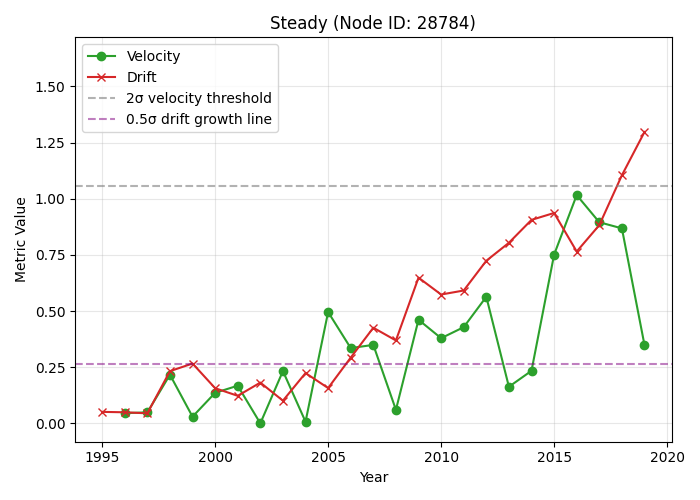 Steady (Node ID: 28784)
Velocity
Drift
2σ velocity threshold
0.5σ drift growth line
1.50
1.25
1.00
0.75
0.50
0.25
0.00
Metric Value
1995 2000 2005 2010 2015 2020
Year